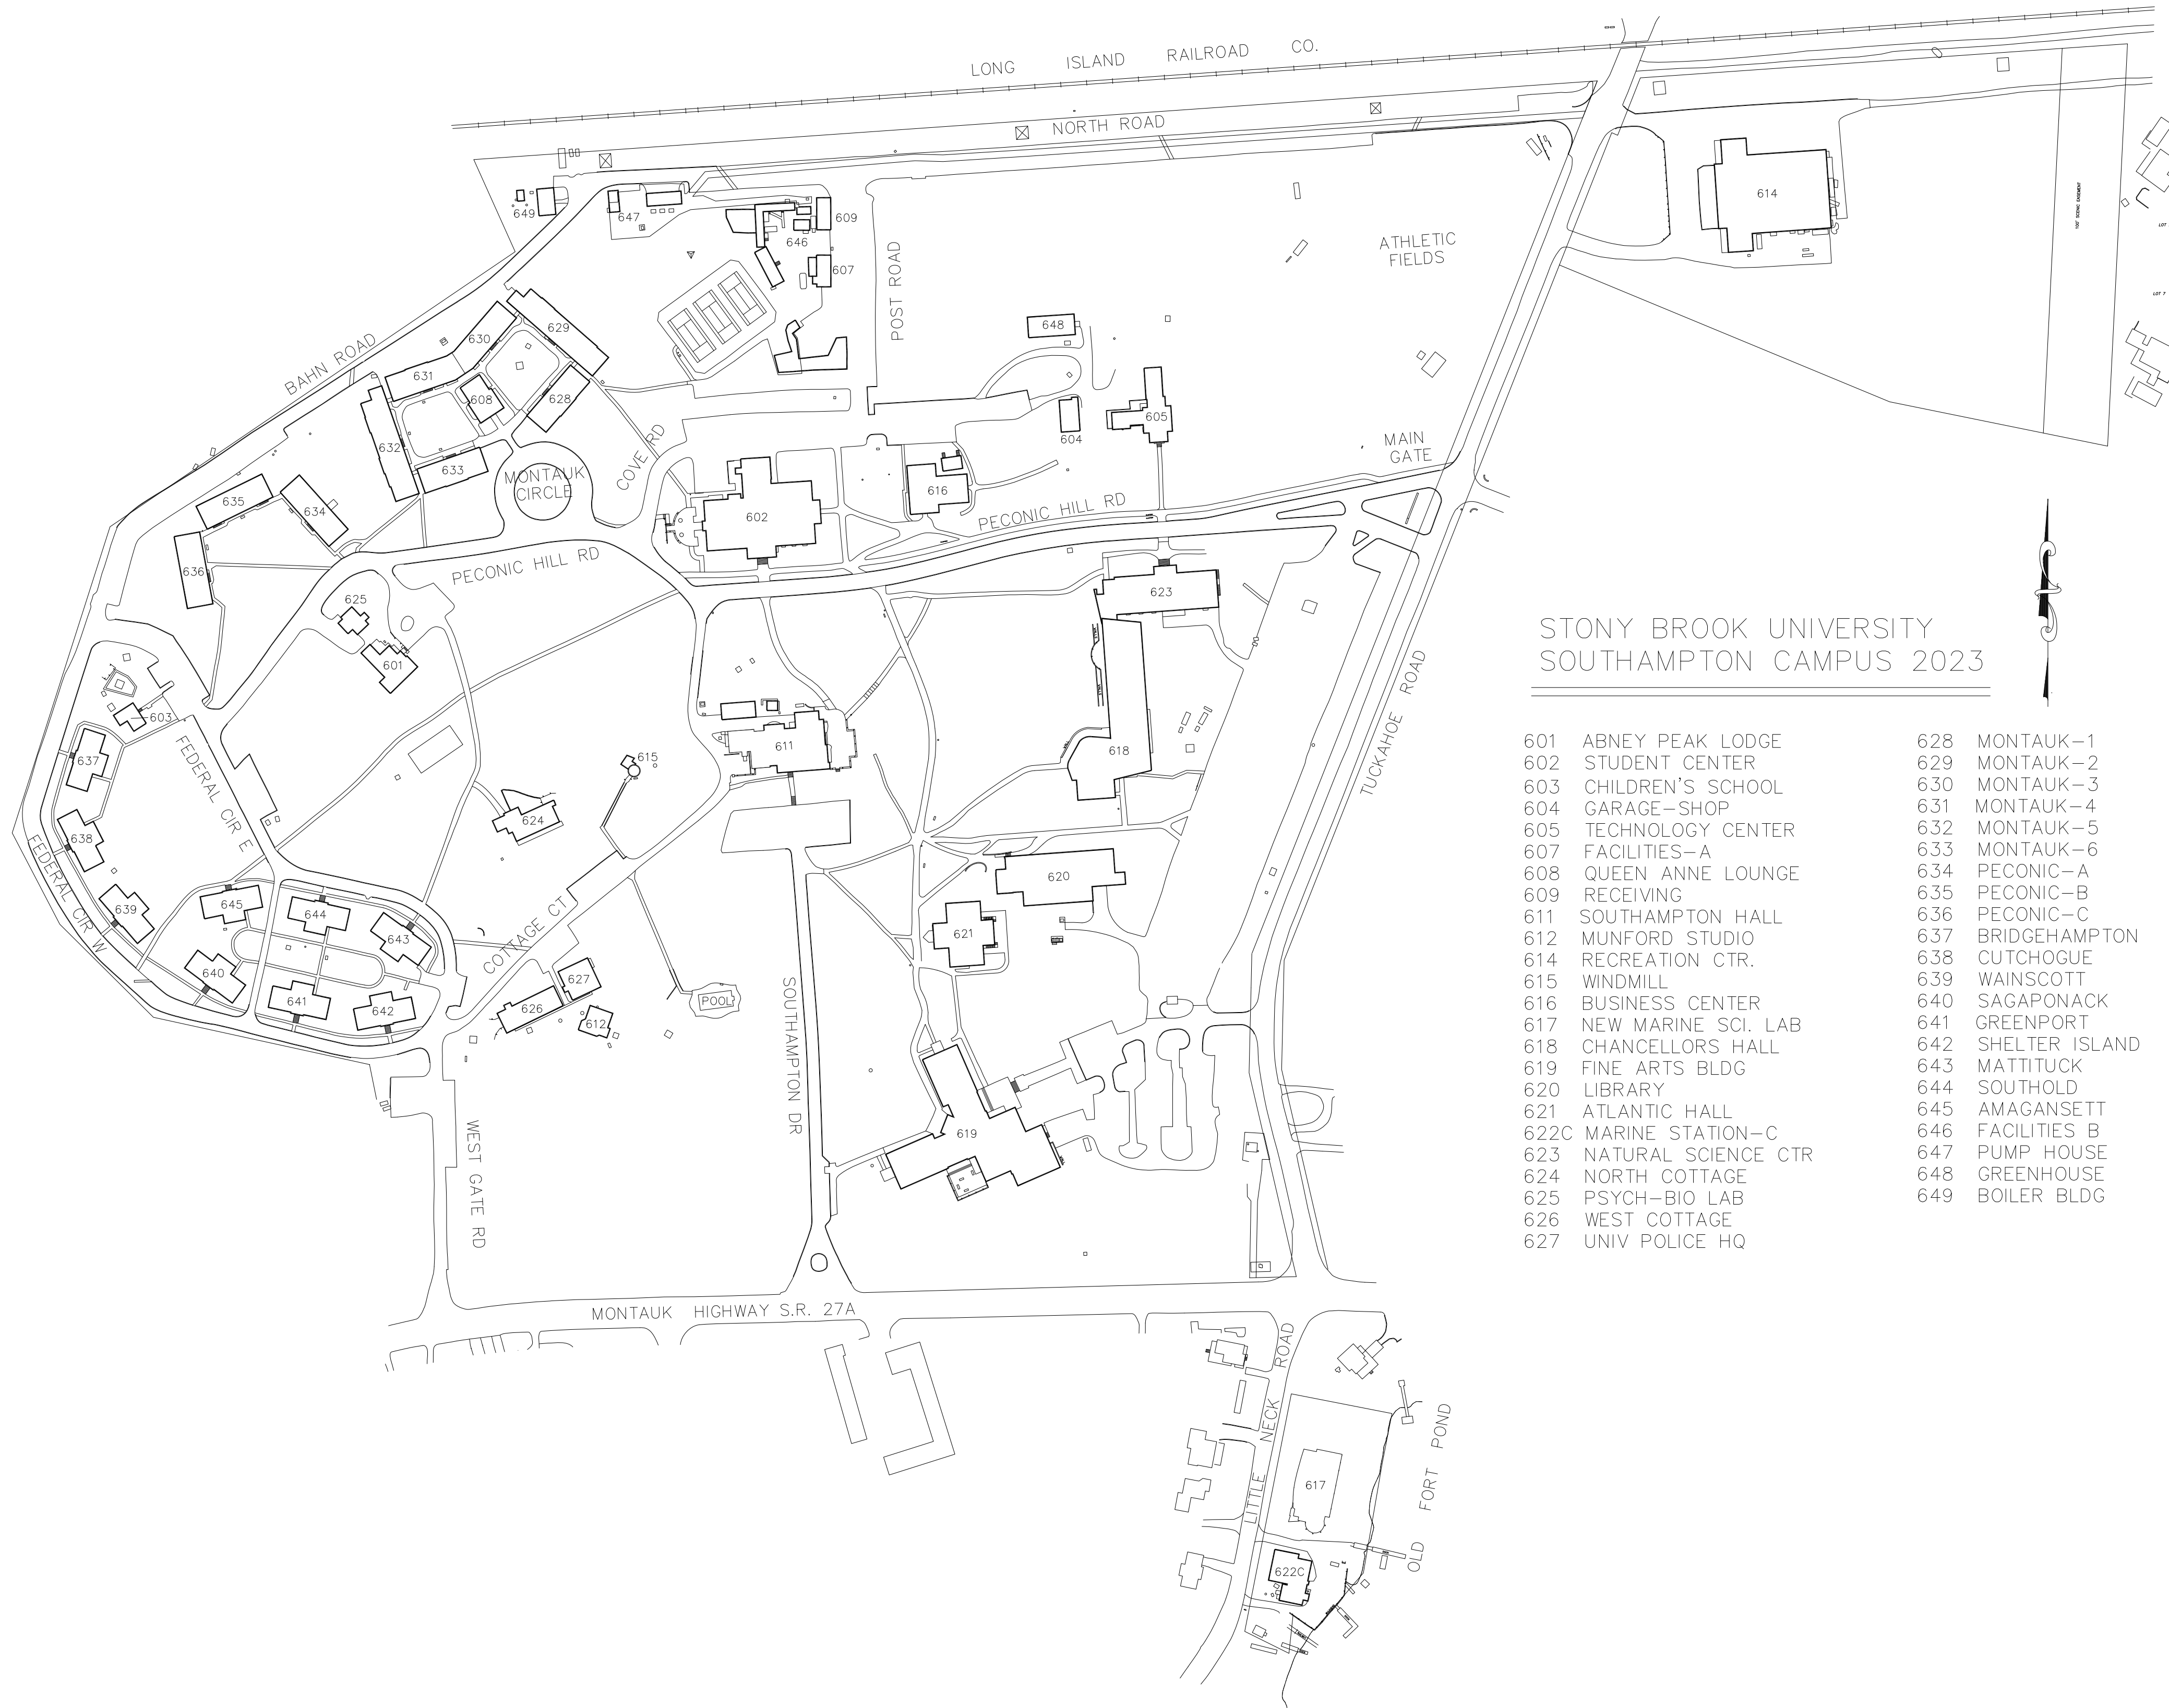 LONG ISLAND RAILROAD CO.
NORTH ROAD
649
647
609
646
607
614
100' SCENIC EASEMENT
LOT
LOT 7
ATHLETIC
FIELDS
POST ROAD
BAHN ROAD
629
630
631
608
628
632
633
648
604
605
MAIN
GATE
COVE RD
MONTAUK
CIRCLE
635
634
636
602
616
PECONIC HILL RD
PECONIC HILL RD
625
601
623
603
637
638
639
FEDERAL CIR E
FEDERAL CIR W
615
611
618
624
TUCKAHOE ROAD
645
644
643
640
641
642
COTTAGE CT
620
621
627
626
612
POOL
SOUTHAMPTON DR
619
WEST GATE RD
MONTAUK HIGHWAY S.R. 27A
LITTLE NECK ROAD
617
622C
OLD FORT POND
STONY BROOK UNIVERSITY
SOUTHAMPTON CAMPUS 2023
601 ABNEY PEAK LODGE
602 STUDENT CENTER
603 CHILDREN'S SCHOOL
604 GARAGE-SHOP
605 TECHNOLOGY CENTER
607 FACILITIES-A
608 QUEEN ANNE LOUNGE
609 RECEIVING
611 SOUTHAMPTON HALL
612 MUNFORD STUDIO
614 RECREATION CTR.
615 WINDMILL
616 BUSINESS CENTER
617 NEW MARINE SCI. LAB
618 CHANCELLORS HALL
619 FINE ARTS BLDG
620 LIBRARY
621 ATLANTIC HALL
622C MARINE STATION-C
623 NATURAL SCIENCE CTR
624 NORTH COTTAGE
625 PSYCH-BIO LAB
626 WEST COTTAGE
627 UNIV POLICE HQ
628 MONTAUK-1
629 MONTAUK-2
630 MONTAUK-3
631 MONTAUK-4
632 MONTAUK-5
633 MONTAUK-6
634 PECONIC-A
635 PECONIC-B
636 PECONIC-C
637 BRIDGEHAMPTON
638 CUTCHOGUE
639 WAINSCOTT
640 SAGAPONACK
641 GREENPORT
642 SHELTER ISLAND
643 MATTITUCK
644 SOUTHOLD
645 AMAGANSETT
646 FACILITIES B
647 PUMP HOUSE
648 GREENHOUSE
649 BOILER BLDG